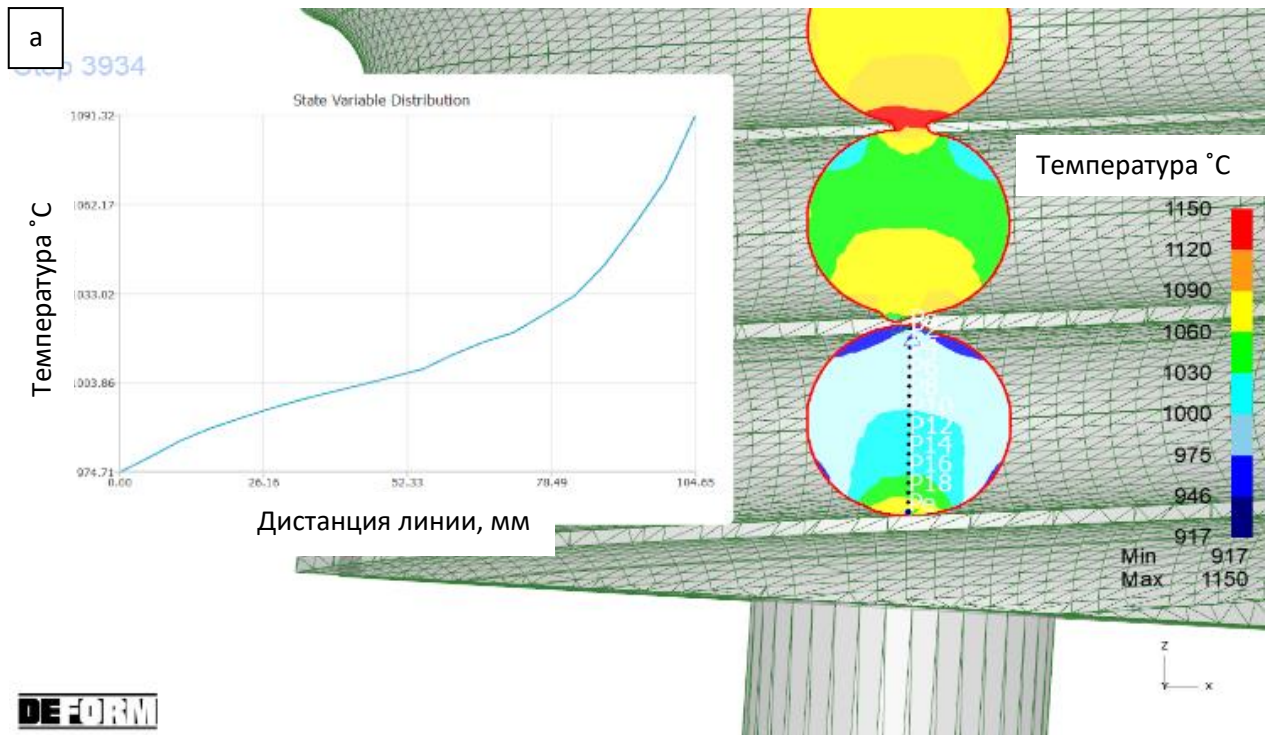 а
Step 3934
State Variable Distribution
1091.32
1062.17
1033.02
1003.86
974.71
0.00
26.16
52.33
78.49
104.65
Температура ˚С
Дистанция линии, мм
P10
P12
P14
P16
P18
Температура ˚С
1150
1120
1090
1060
1030
1000
975
946
917
Min 917
Max 1150
Z
Y
X
DEFORM